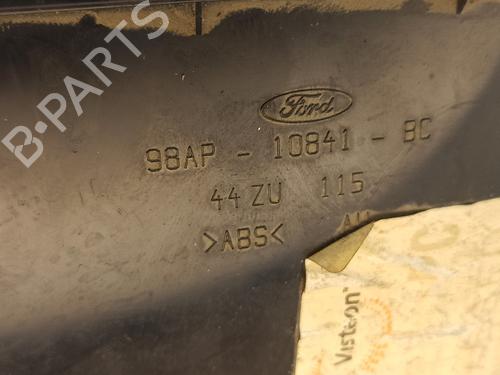 Ford
98AP - 10841 - BC
44 ZU 115
>ABS<
Visteon
B-PARTS